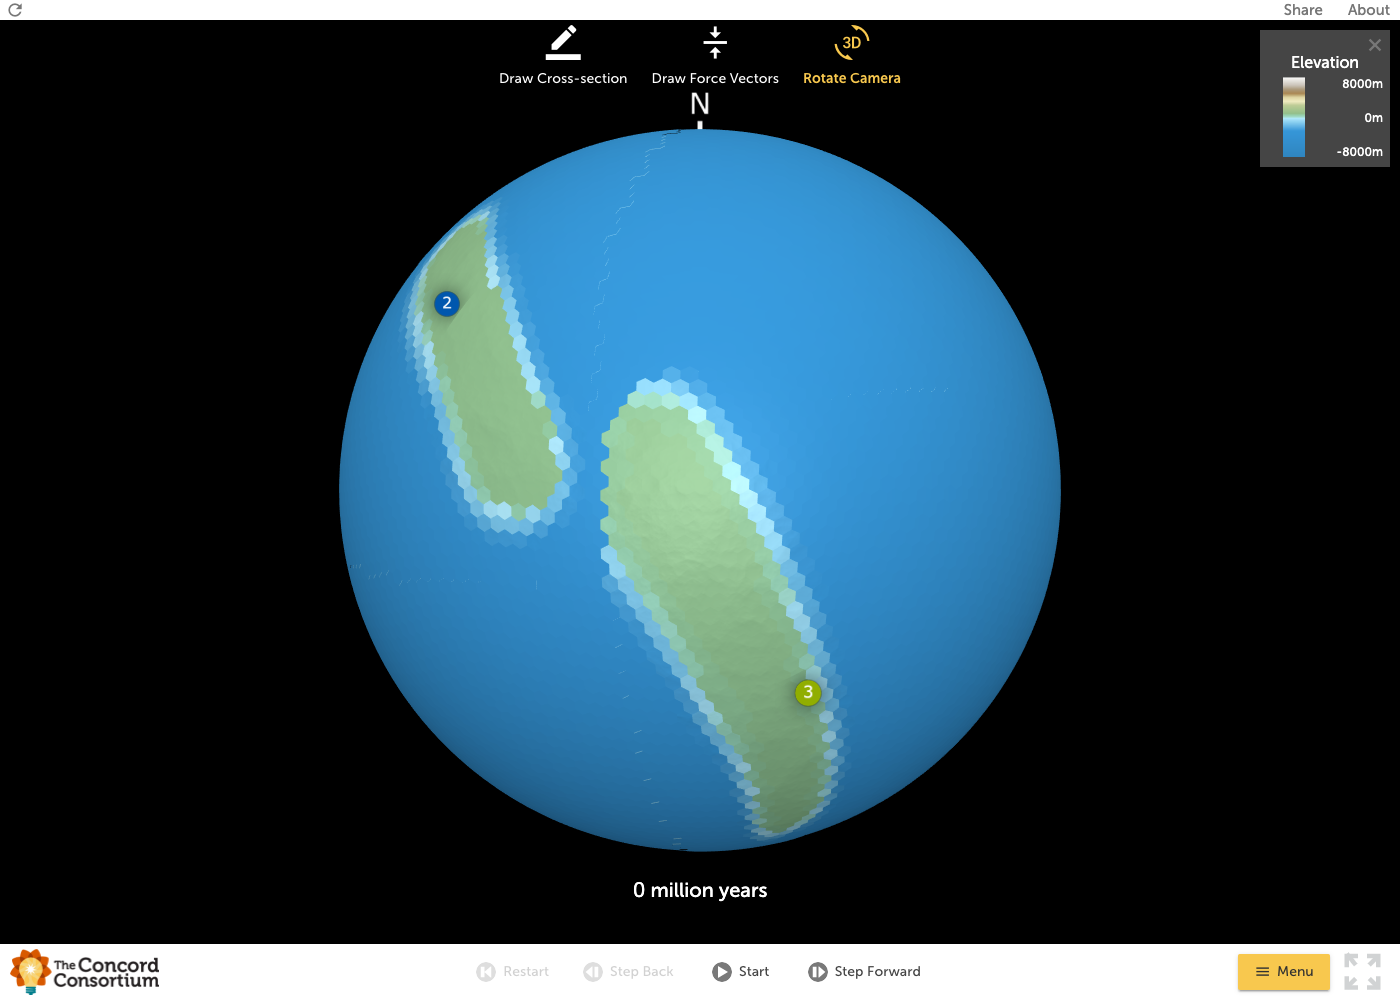 Share
About
Draw Cross-section
Draw Force Vectors
3D
Rotate Camera
N
Elevation
8000m
0m
-8000m
2
3
0 million years
The Concord
Consortium
Restart
Step Back
Start
Step Forward
Menu